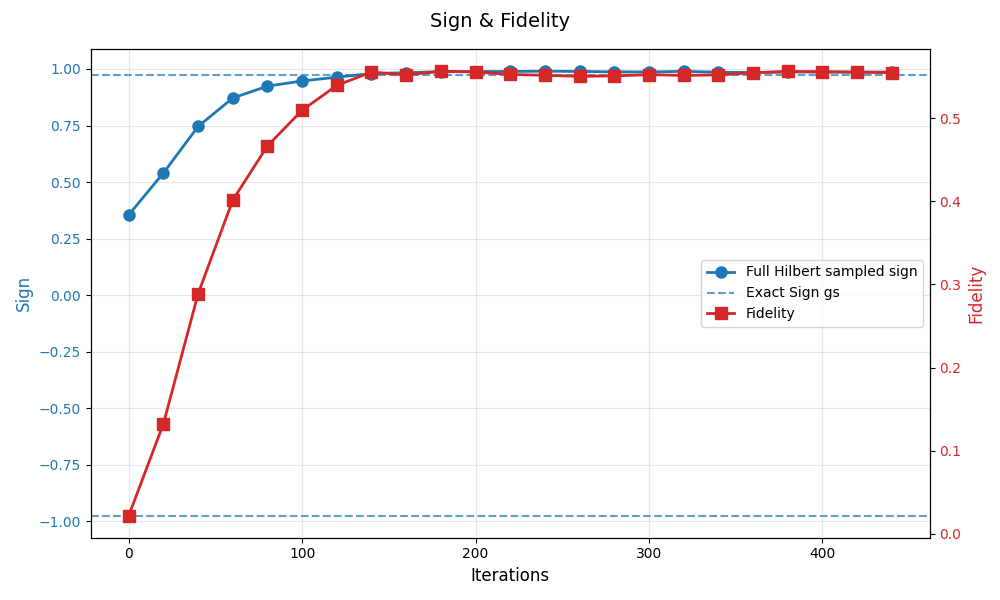 Sign & Fidelity
1.00
0.75
0.50
0.25
0.00
−0.25
−0.50
−0.75
−1.00
Sign
0.5
0.4
0.3
0.2
0.1
0.0
Fidelity
Full Hilbert sampled sign
Exact Sign gs
Fidelity
0 100 200 300 400
Iterations